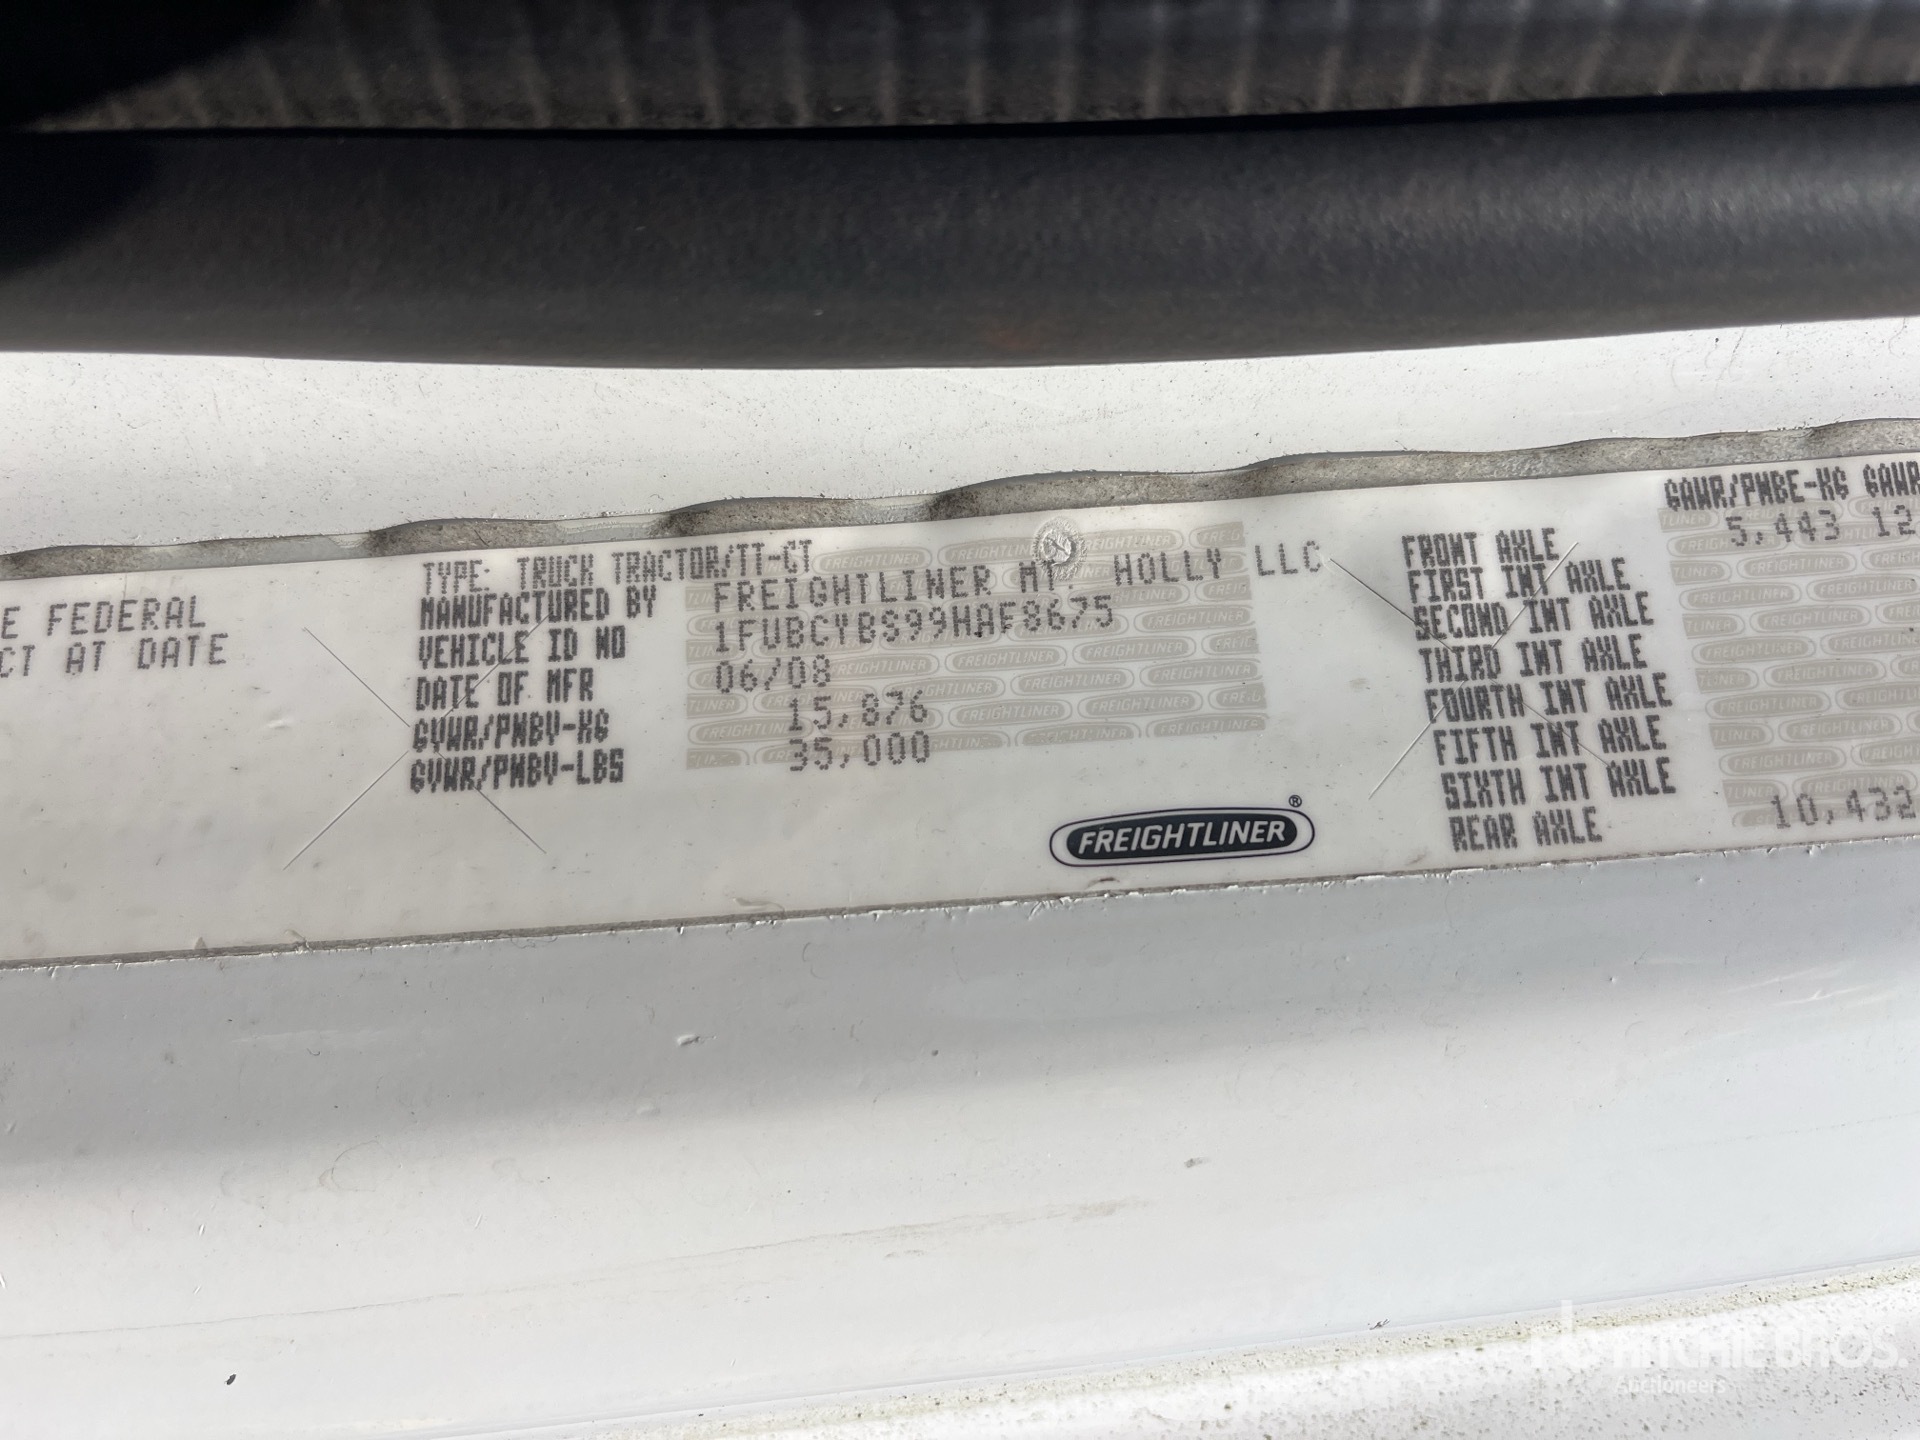 E FEDERAL
CT AT DATE
TYPE: TRUCK TRACTOR/TT-CT
MANUFACTURED BY FREIGHTLINER MT. HOLLY LLC
VEHICLE ID NO 1FUBCYBS99HAF8675
DATE OF MFR 06/08
GVWR/PNBV-KG 15,876
GVWR/PNBV-LBS 35,000
FREIGHTLINER®
GAWR/PNBE-KG GAWR
FRONT AXLE 5,443 12
FIRST INT AXLE
SECOND INT AXLE
THIRD INT AXLE
FOURTH INT AXLE
FIFTH INT AXLE
SIXTH INT AXLE
REAR AXLE 10,432
RITCHIE BROS.
Auctioneers